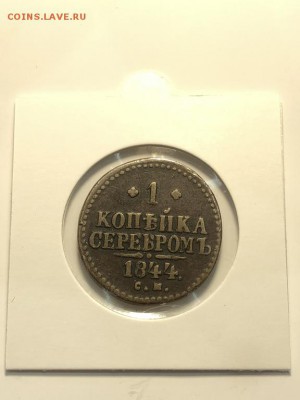 COINS.LAVE.RU
1
КОПѢЙКА
СЕРЕБРОМЪ
1844.
С.М.